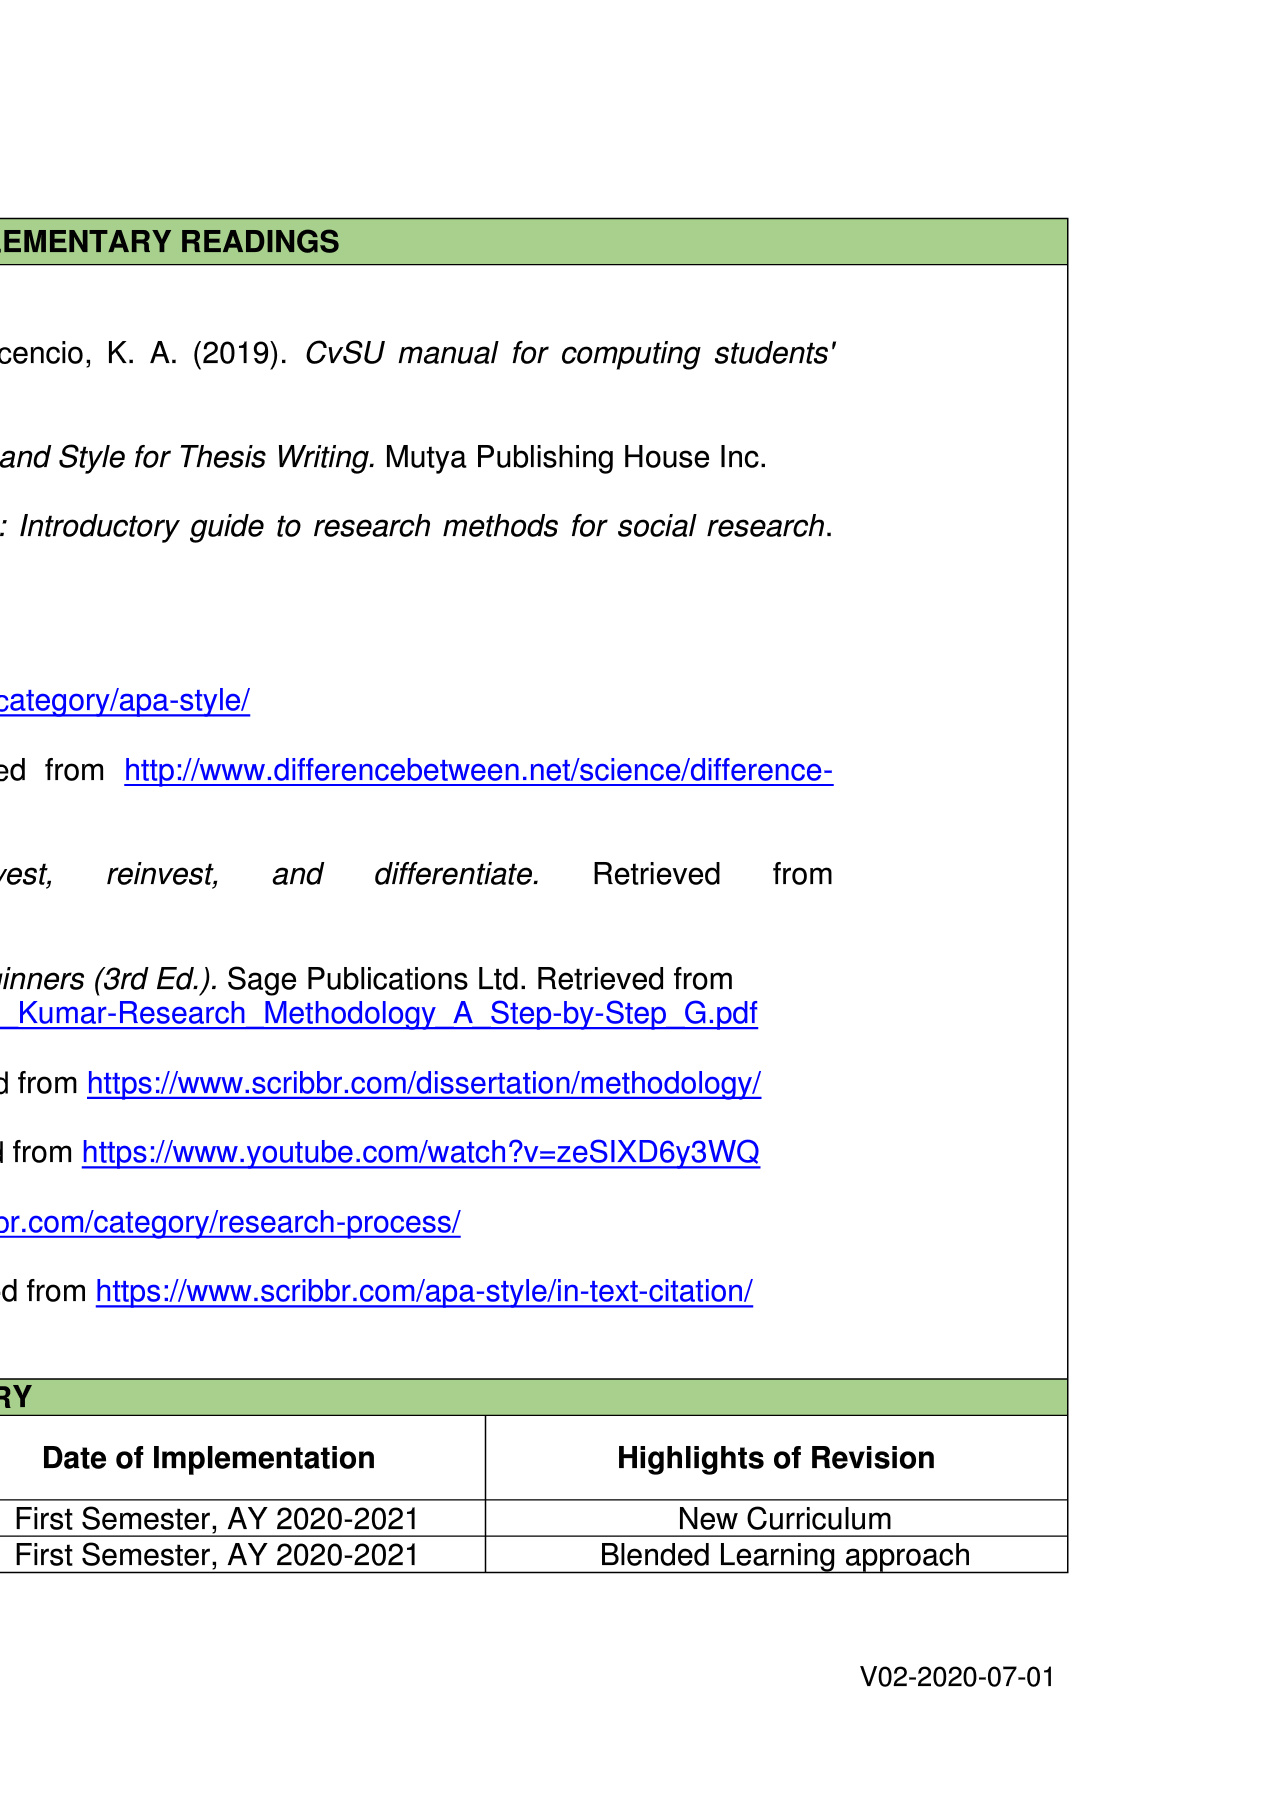 LEMENTARY READINGS
cencio, K. A. (2019). CvSU manual for computing students'
and Style for Thesis Writing. Mutya Publishing House Inc.
: Introductory guide to research methods for social research.
category/apa-style/
ed from http://www.differencebetween.net/science/difference-
vest, reinvest, and differentiate. Retrieved from
ginners (3rd Ed.). Sage Publications Ltd. Retrieved from
_Kumar-Research_Methodology_A_Step-by-Step_G.pdf
d from https://www.scribbr.com/dissertation/methodology/
d from https://www.youtube.com/watch?v=zeSIXD6y3WQ
br.com/category/research-process/
ed from https://www.scribbr.com/apa-style/in-text-citation/
RY
Date of Implementation Highlights of Revision
First Semester, AY 2020-2021 New Curriculum
First Semester, AY 2020-2021 Blended Learning approach
V02-2020-07-01